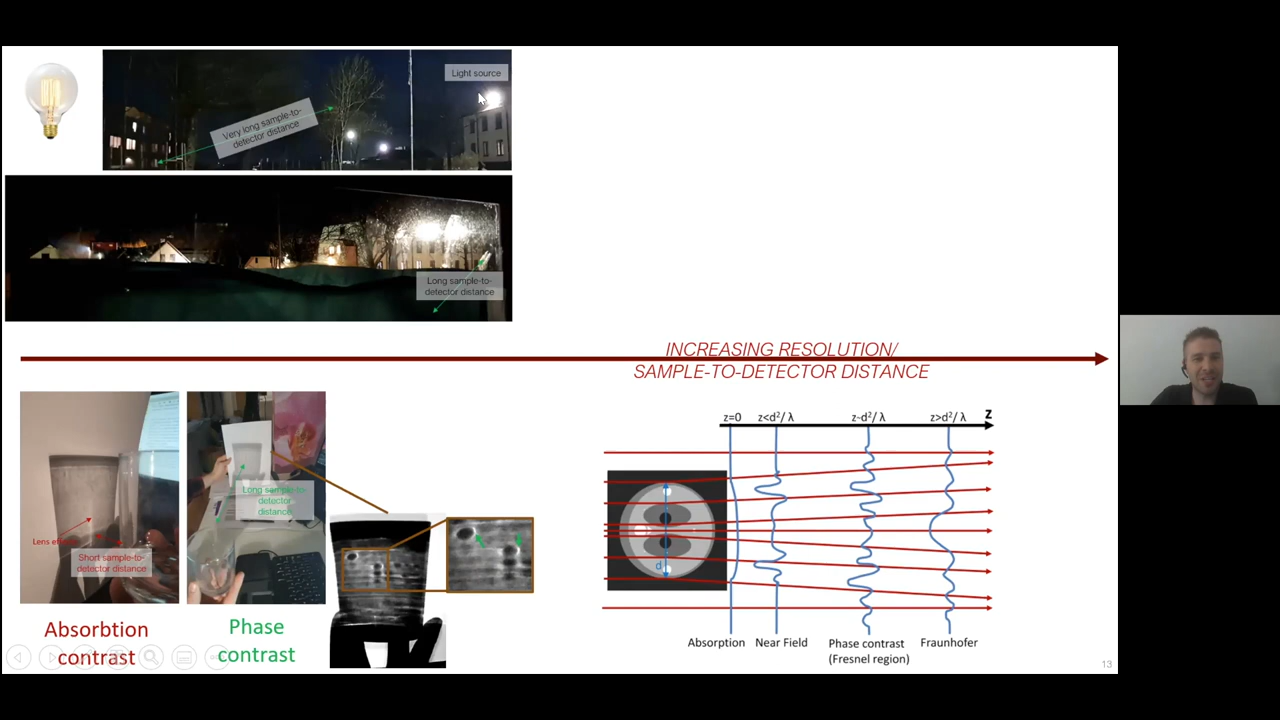 Light source
Very long sample-to-
detector distance
Long sample-to-
detector distance
INCREASING RESOLUTION/
SAMPLE-TO-DETECTOR DISTANCE
Long sample-to-
detector
distance
Short sample-to-
detector distance
Absorbtion
contrast
Phase
contrast
z=0
z<d²/ λ
z~d²/ λ
z>d²/ λ
Z
d
Absorption
Near Field
Phase contrast
(Fresnel region)
Fraunhofer
13